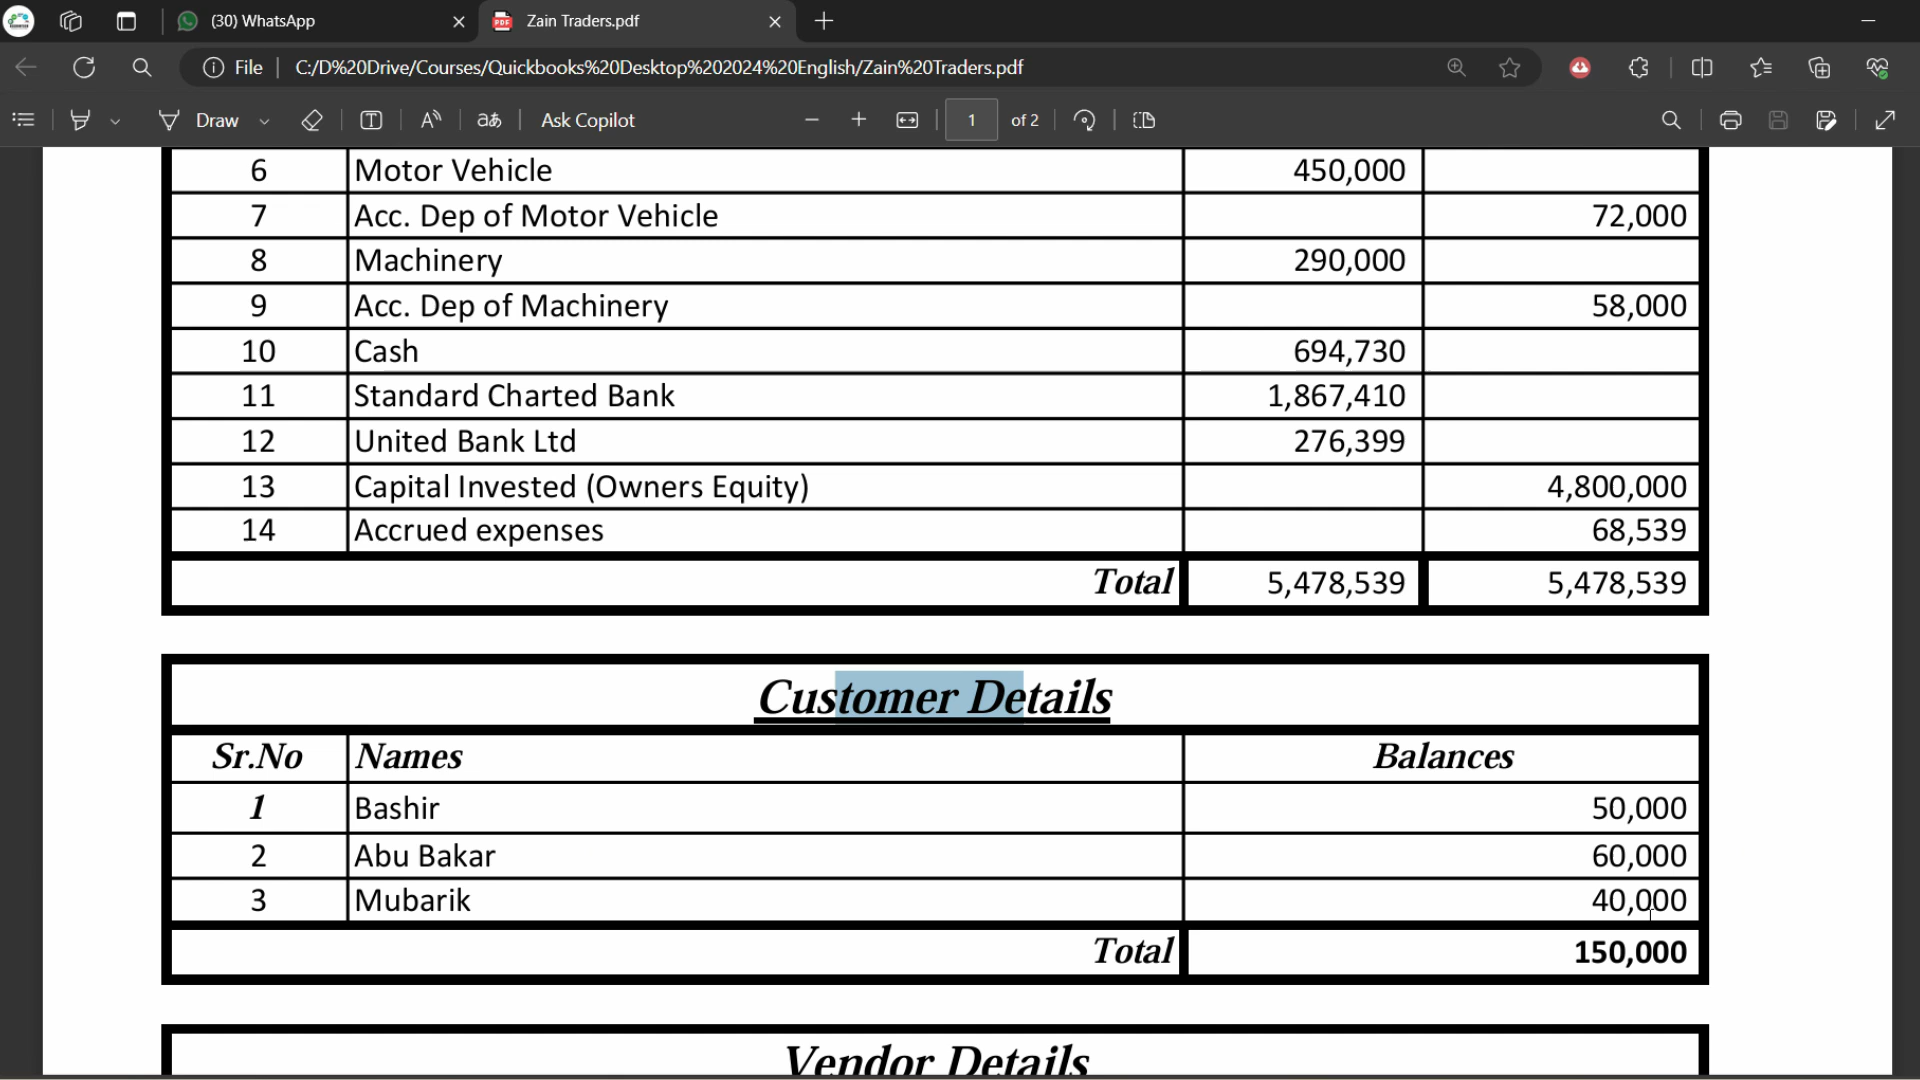 (30) WhatsApp
Zain Traders.pdf
File
C:/D%20Drive/Courses/Quickbooks%20Desktop%202024%20English/Zain%20Traders.pdf
Draw
Ask Copilot
1 of 2
6 Motor Vehicle 450,000
7 Acc. Dep of Motor Vehicle 72,000
8 Machinery 290,000
9 Acc. Dep of Machinery 58,000
10 Cash 694,730
11 Standard Charted Bank 1,867,410
12 United Bank Ltd 276,399
13 Capital Invested (Owners Equity) 4,800,000
14 Accrued expenses 68,539
Total 5,478,539 5,478,539
Customer Details
Sr.No Names Balances
1 Bashir 50,000
2 Abu Bakar 60,000
3 Mubarik 40,000
Total 150,000
Vendor Details